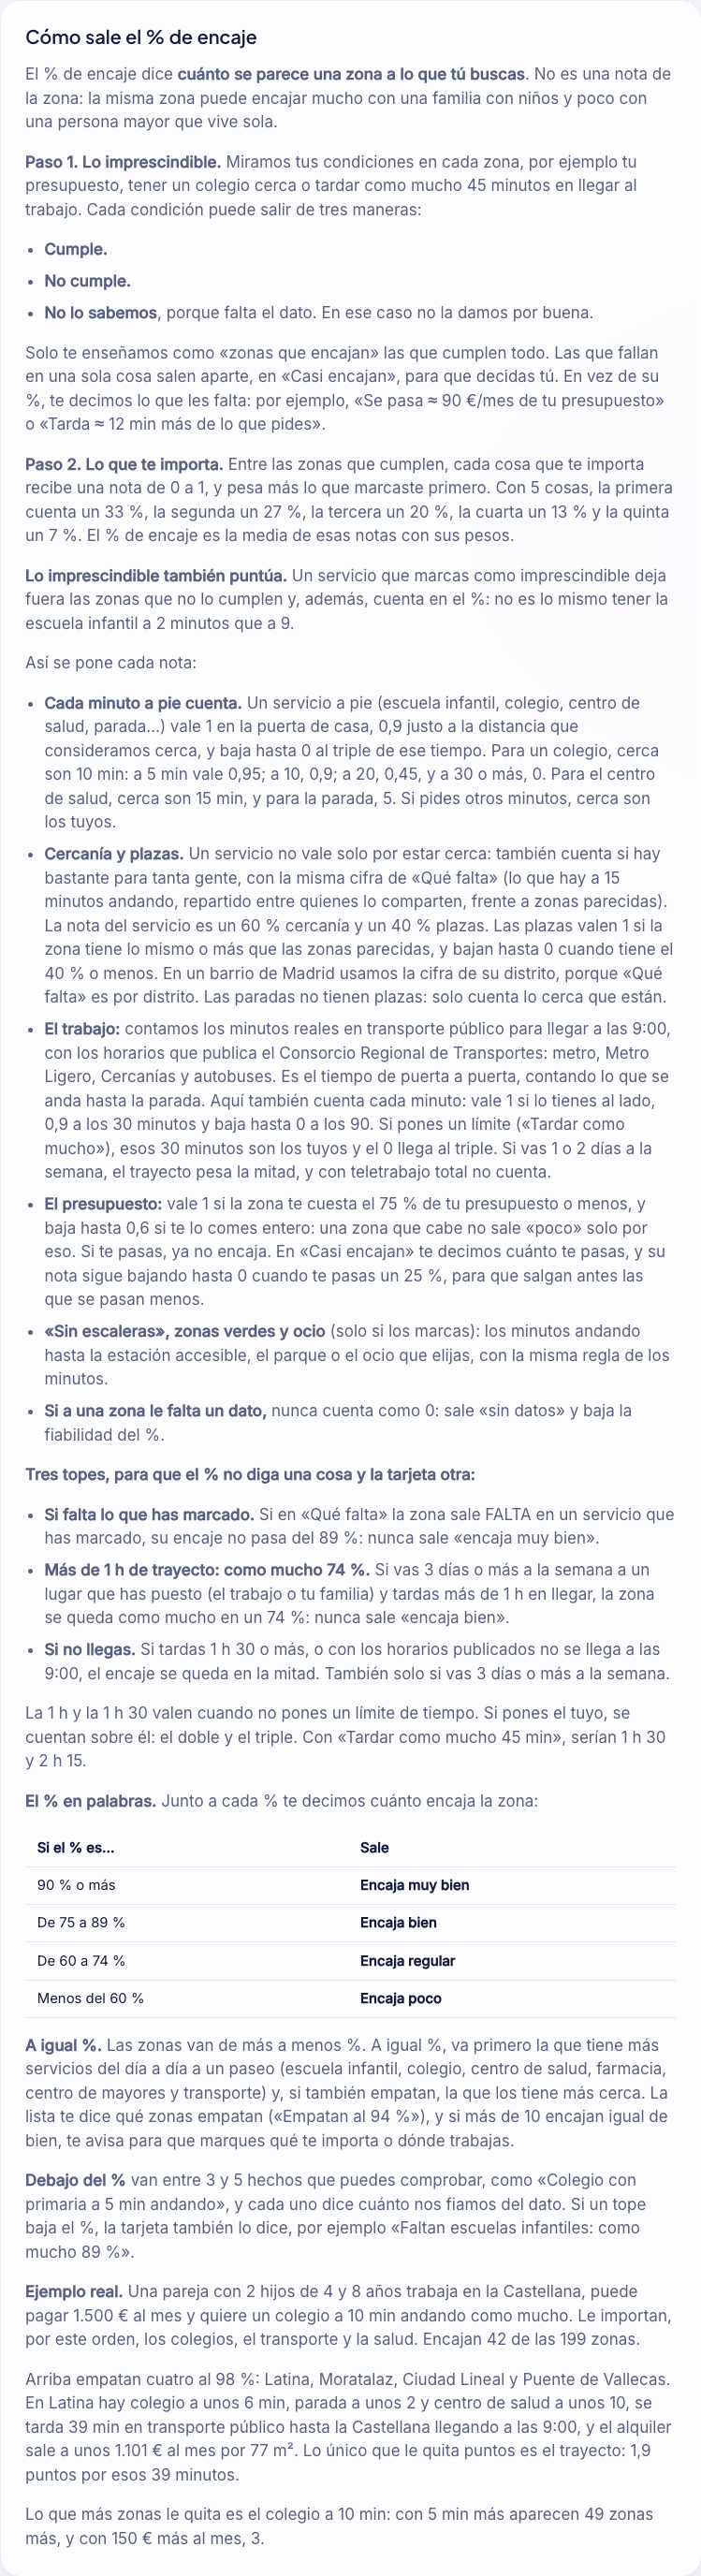 Cómo sale el % de encaje
El % de encaje dice cuánto se parece una zona a lo que tú buscas. No es una nota de
la zona: la misma zona puede encajar mucho con una familia con niños y poco con
una persona mayor que vive sola.
Paso 1. Lo imprescindible. Miramos tus condiciones en cada zona, por ejemplo tu
presupuesto, tener un colegio cerca o tardar como mucho 45 minutos en llegar al
trabajo. Cada condición puede salir de tres maneras:
• Cumple.
• No cumple.
• No lo sabemos, porque falta el dato. En ese caso no la damos por buena.
Solo te enseñamos como «zonas que encajan» las que cumplen todo. Las que fallan
en una sola cosa salen aparte, en «Casi encajan», para que decidas tú. En vez de su
%, te decimos lo que les falta: por ejemplo, «Se pasa ≈ 90 €/mes de tu presupuesto»
o «Tarda ≈ 12 min más de lo que pides».
Paso 2. Lo que te importa. Entre las zonas que cumplen, cada cosa que te importa
recibe una nota de 0 a 1, y pesa más lo que marcaste primero. Con 5 cosas, la primera
cuenta un 33 %, la segunda un 27 %, la tercera un 20 %, la cuarta un 13 % y la quinta
un 7 %. El % de encaje es la media de esas notas con sus pesos.
Lo imprescindible también puntúa. Un servicio que marcas como imprescindible deja
fuera las zonas que no lo cumplen y, además, cuenta en el %: no es lo mismo tener la
escuela infantil a 2 minutos que a 9.
Así se pone cada nota:
• Cada minuto a pie cuenta. Un servicio a pie (escuela infantil, colegio, centro de
salud, parada…) vale 1 en la puerta de casa, 0,9 justo a la distancia que
consideramos cerca, y baja hasta 0 al triple de ese tiempo. Para un colegio, cerca
son 10 min: a 5 min vale 0,95; a 10, 0,9; a 20, 0,45, y a 30 o más, 0. Para el centro
de salud, cerca son 15 min, y para la parada, 5. Si pides otros minutos, cerca son
los tuyos.
• Cercanía y plazas. Un servicio no vale solo por estar cerca: también cuenta si hay
bastante para tanta gente, con la misma cifra de «Qué falta» (lo que hay a 15
minutos andando, repartido entre quienes lo comparten, frente a zonas parecidas).
La nota del servicio es un 60 % cercanía y un 40 % plazas. Las plazas valen 1 si la
zona tiene lo mismo o más que las zonas parecidas, y bajan hasta 0 cuando tiene el
40 % o menos. En un barrio de Madrid usamos la cifra de su distrito, porque «Qué
falta» es por distrito. Las paradas no tienen plazas: solo cuenta lo cerca que están.
• El trabajo: contamos los minutos reales en transporte público para llegar a las 9:00,
con los horarios que publica el Consorcio Regional de Transportes: metro, Metro
Ligero, Cercanías y autobuses. Es el tiempo de puerta a puerta, contando lo que se
anda hasta la parada. Aquí también cuenta cada minuto: vale 1 si lo tienes al lado,
0,9 a los 30 minutos y baja hasta 0 a los 90. Si pones un límite («Tardar como
mucho»), esos 30 minutos son los tuyos y el 0 llega al triple. Si vas 1 o 2 días a la
semana, el trayecto pesa la mitad, y con teletrabajo total no cuenta.
• El presupuesto: vale 1 si la zona te cuesta el 75 % de tu presupuesto o menos, y
baja hasta 0,6 si te lo comes entero: una zona que cabe no sale «poco» solo por
eso. Si te pasas, ya no encaja. En «Casi encajan» te decimos cuánto te pasas, y su
nota sigue bajando hasta 0 cuando te pasas un 25 %, para que salgan antes las
que se pasan menos.
• «Sin escaleras», zonas verdes y ocio (solo si los marcas): los minutos andando
hasta la estación accesible, el parque o el ocio que elijas, con la misma regla de los
minutos.
• Si a una zona le falta un dato, nunca cuenta como 0: sale «sin datos» y baja la
fiabilidad del %.
Tres topes, para que el % no diga una cosa y la tarjeta otra:
• Si falta lo que has marcado. Si en «Qué falta» la zona sale FALTA en un servicio que
has marcado, su encaje no pasa del 89 %: nunca sale «encaja muy bien».
• Más de 1 h de trayecto: como mucho 74 %. Si vas 3 días o más a la semana a un
lugar que has puesto (el trabajo o tu familia) y tardas más de 1 h en llegar, la zona
se queda como mucho en un 74 %: nunca sale «encaja bien».
• Si no llegas. Si tardas 1 h 30 o más, o con los horarios publicados no se llega a las
9:00, el encaje se queda en la mitad. También solo si vas 3 días o más a la semana.
La 1 h y la 1 h 30 valen cuando no pones un límite de tiempo. Si pones el tuyo, se
cuentan sobre él: el doble y el triple. Con «Tardar como mucho 45 min», serían 1 h 30
y 2 h 15.
El % en palabras. Junto a cada % te decimos cuánto encaja la zona:
Si el % es… Sale
90 % o más Encaja muy bien
De 75 a 89 % Encaja bien
De 60 a 74 % Encaja regular
Menos del 60 % Encaja poco
A igual %. Las zonas van de más a menos %. A igual %, va primero la que tiene más
servicios del día a día a un paseo (escuela infantil, colegio, centro de salud, farmacia,
centro de mayores y transporte) y, si también empatan, la que los tiene más cerca. La
lista te dice qué zonas empatan («Empatan al 94 %»), y si más de 10 encajan igual de
bien, te avisa para que marques qué te importa o dónde trabajas.
Debajo del % van entre 3 y 5 hechos que puedes comprobar, como «Colegio con
primaria a 5 min andando», y cada uno dice cuánto nos fiamos del dato. Si un tope
baja el %, la tarjeta también lo dice, por ejemplo «Faltan escuelas infantiles: como
mucho 89 %».
Ejemplo real. Una pareja con 2 hijos de 4 y 8 años trabaja en la Castellana, puede
pagar 1.500 € al mes y quiere un colegio a 10 min andando como mucho. Le importan,
por este orden, los colegios, el transporte y la salud. Encajan 42 de las 199 zonas.
Arriba empatan cuatro al 98 %: Latina, Moratalaz, Ciudad Lineal y Puente de Vallecas.
En Latina hay colegio a unos 6 min, parada a unos 2 y centro de salud a unos 10, se
tarda 39 min en transporte público hasta la Castellana llegando a las 9:00, y el alquiler
sale a unos 1.101 € al mes por 77 m². Lo único que le quita puntos es el trayecto: 1,9
puntos por esos 39 minutos.
Lo que más zonas le quita es el colegio a 10 min: con 5 min más aparecen 49 zonas
más, y con 150 € más al mes, 3.